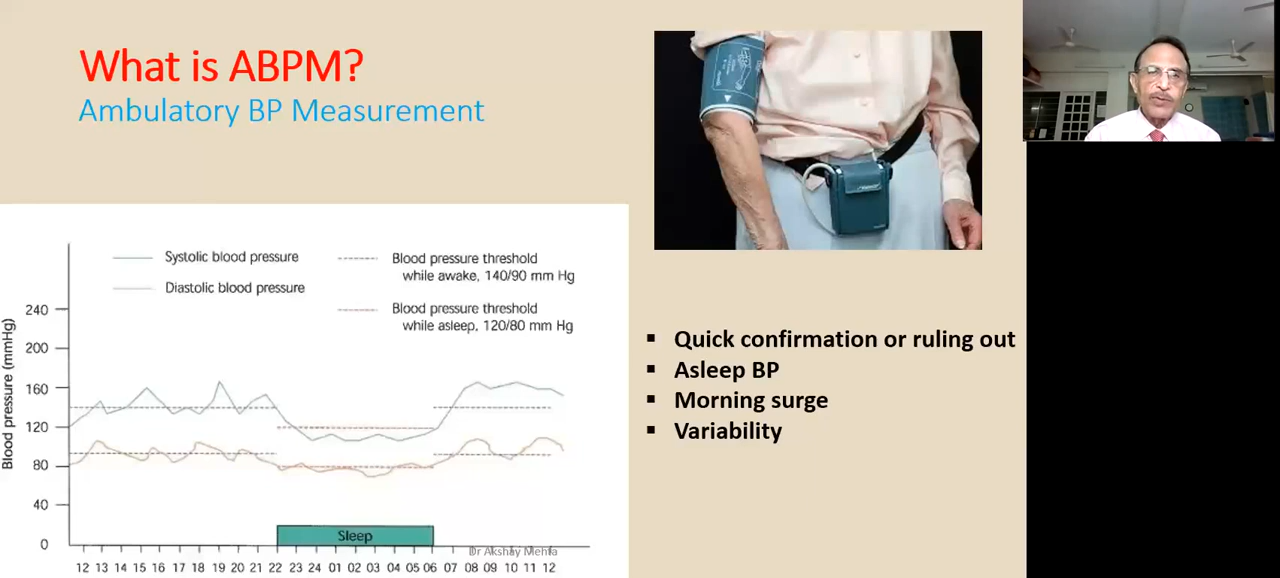 What is ABPM?
Ambulatory BP Measurement
Systolic blood pressure
Diastolic blood pressure
Blood pressure threshold
while awake, 140/90 mm Hg
Blood pressure threshold
while asleep, 120/80 mm Hg
Blood pressure (mmHg)
240
200
160
120
80
40
0
Sleep
Dr Akshay Mehta
12 13 14 15 16 17 18 19 20 21 22 23 24 01 02 03 04 05 06 07 08 09 10 11 12
▪ Quick confirmation or ruling out
▪ Asleep BP
▪ Morning surge
▪ Variability